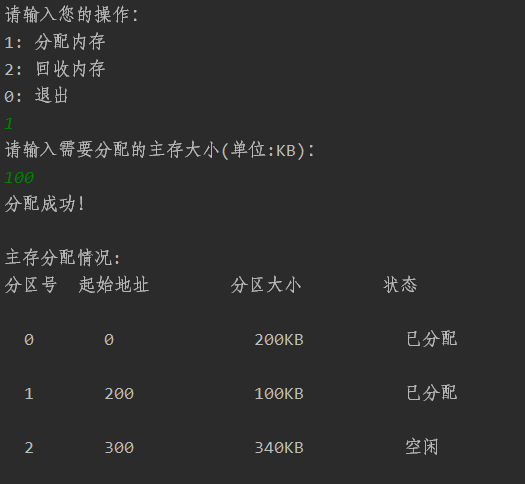 请输入您的操作:
1: 分配内存
2: 回收内存
0: 退出
1
请输入需要分配的主存大小(单位:KB):
100
分配成功!
主存分配情况:
分区号 起始地址 分区大小 状态
0 0 200KB 已分配
1 200 100KB 已分配
2 300 340KB 空闲